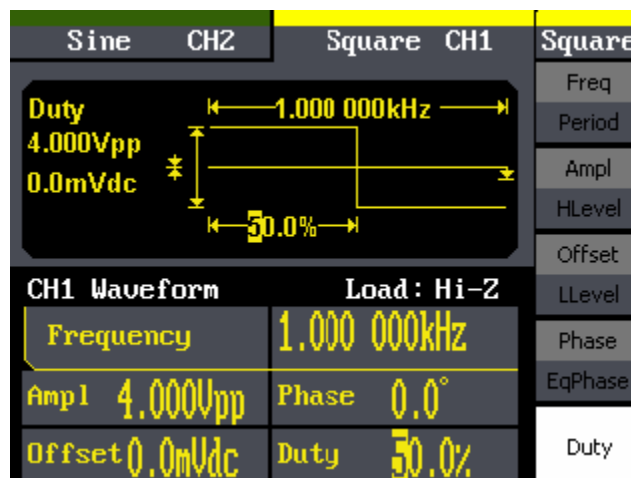 Sine CH2 Square CH1 Square
Duty 1.000 000kHz
4.000Vpp
0.0mVdc
50.0%
CH1 Waveform Load: Hi-Z
Frequency 1.000 000kHz
Ampl 4.000Vpp Phase 0.0°
Offset 0.0mVdc Duty 50.0%
Freq
Period
Ampl
HLevel
Offset
LLevel
Phase
EqPhase
Duty